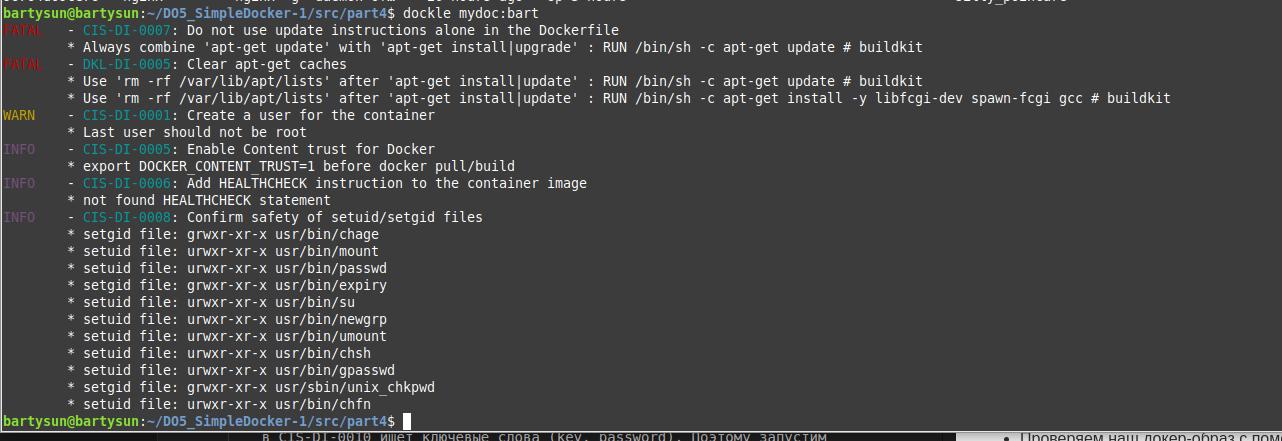 bartysun@bartysun:~/DO5_SimpleDocker-1/src/part4$ dockle mydoc:bart
FATAL - CIS-DI-0007: Do not use update instructions alone in the Dockerfile
* Always combine 'apt-get update' with 'apt-get install|upgrade' : RUN /bin/sh -c apt-get update # buildkit
FATAL - DKL-DI-0005: Clear apt-get caches
* Use 'rm -rf /var/lib/apt/lists' after 'apt-get install|update' : RUN /bin/sh -c apt-get update # buildkit
* Use 'rm -rf /var/lib/apt/lists' after 'apt-get install|update' : RUN /bin/sh -c apt-get install -y libfcgi-dev spawn-fcgi gcc # buildkit
WARN - CIS-DI-0001: Create a user for the container
* Last user should not be root
INFO - CIS-DI-0005: Enable Content trust for Docker
* export DOCKER_CONTENT_TRUST=1 before docker pull/build
INFO - CIS-DI-0006: Add HEALTHCHECK instruction to the container image
* not found HEALTHCHECK statement
INFO - CIS-DI-0008: Confirm safety of setuid/setgid files
* setgid file: grwxr-xr-x usr/bin/chage
* setuid file: urwxr-xr-x usr/bin/mount
* setuid file: urwxr-xr-x usr/bin/passwd
* setgid file: grwxr-xr-x usr/bin/expiry
* setuid file: urwxr-xr-x usr/bin/su
* setuid file: urwxr-xr-x usr/bin/newgrp
* setuid file: urwxr-xr-x usr/bin/umount
* setuid file: urwxr-xr-x usr/bin/chsh
* setuid file: urwxr-xr-x usr/bin/gpasswd
* setgid file: grwxr-xr-x usr/sbin/unix_chkpwd
* setuid file: urwxr-xr-x usr/bin/chfn
bartysun@bartysun:~/DO5_SimpleDocker-1/src/part4$
в CIS-DI-0010 ищет ключевые слова (key, password). Поэтому запустим
• Проверяем наш докер-образ с пом